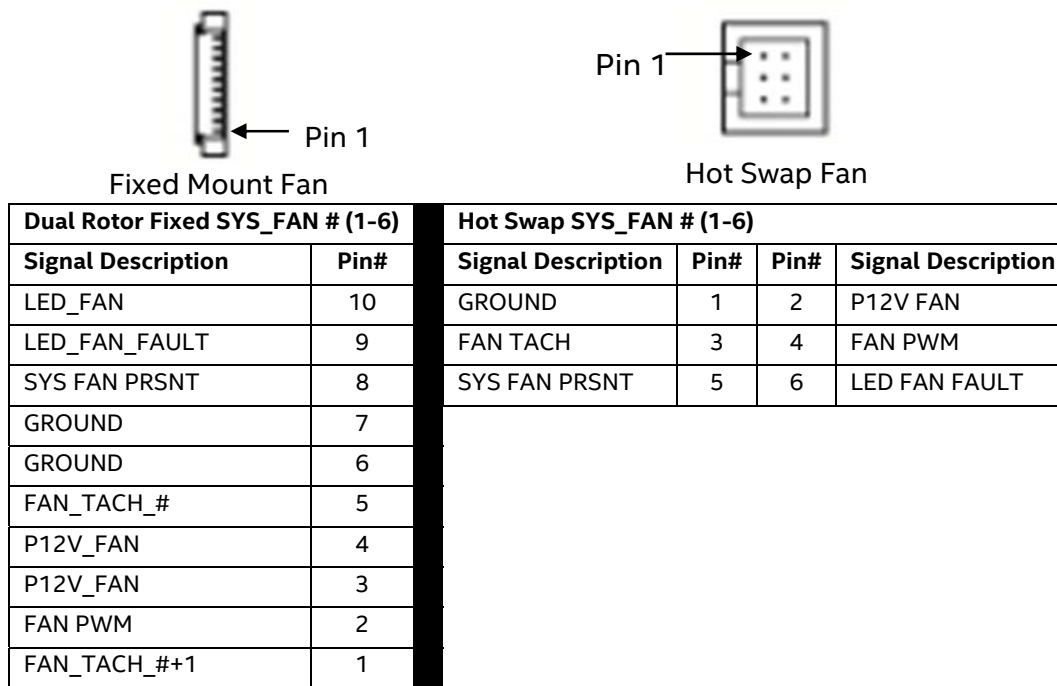 Pin 1
Pin 1
Fixed Mount Fan
Hot Swap Fan
Dual Rotor Fixed SYS_FAN # (1-6) Hot Swap SYS_FAN # (1-6)
Signal Description Pin# Signal Description Pin# Pin# Signal Description
LED_FAN 10 GROUND 1 2 P12V FAN
LED_FAN_FAULT 9 FAN TACH 3 4 FAN PWM
SYS FAN PRSNT 8 SYS FAN PRSNT 5 6 LED FAN FAULT
GROUND 7
GROUND 6
FAN_TACH_# 5
P12V_FAN 4
P12V_FAN 3
FAN PWM 2
FAN_TACH_#+1 1